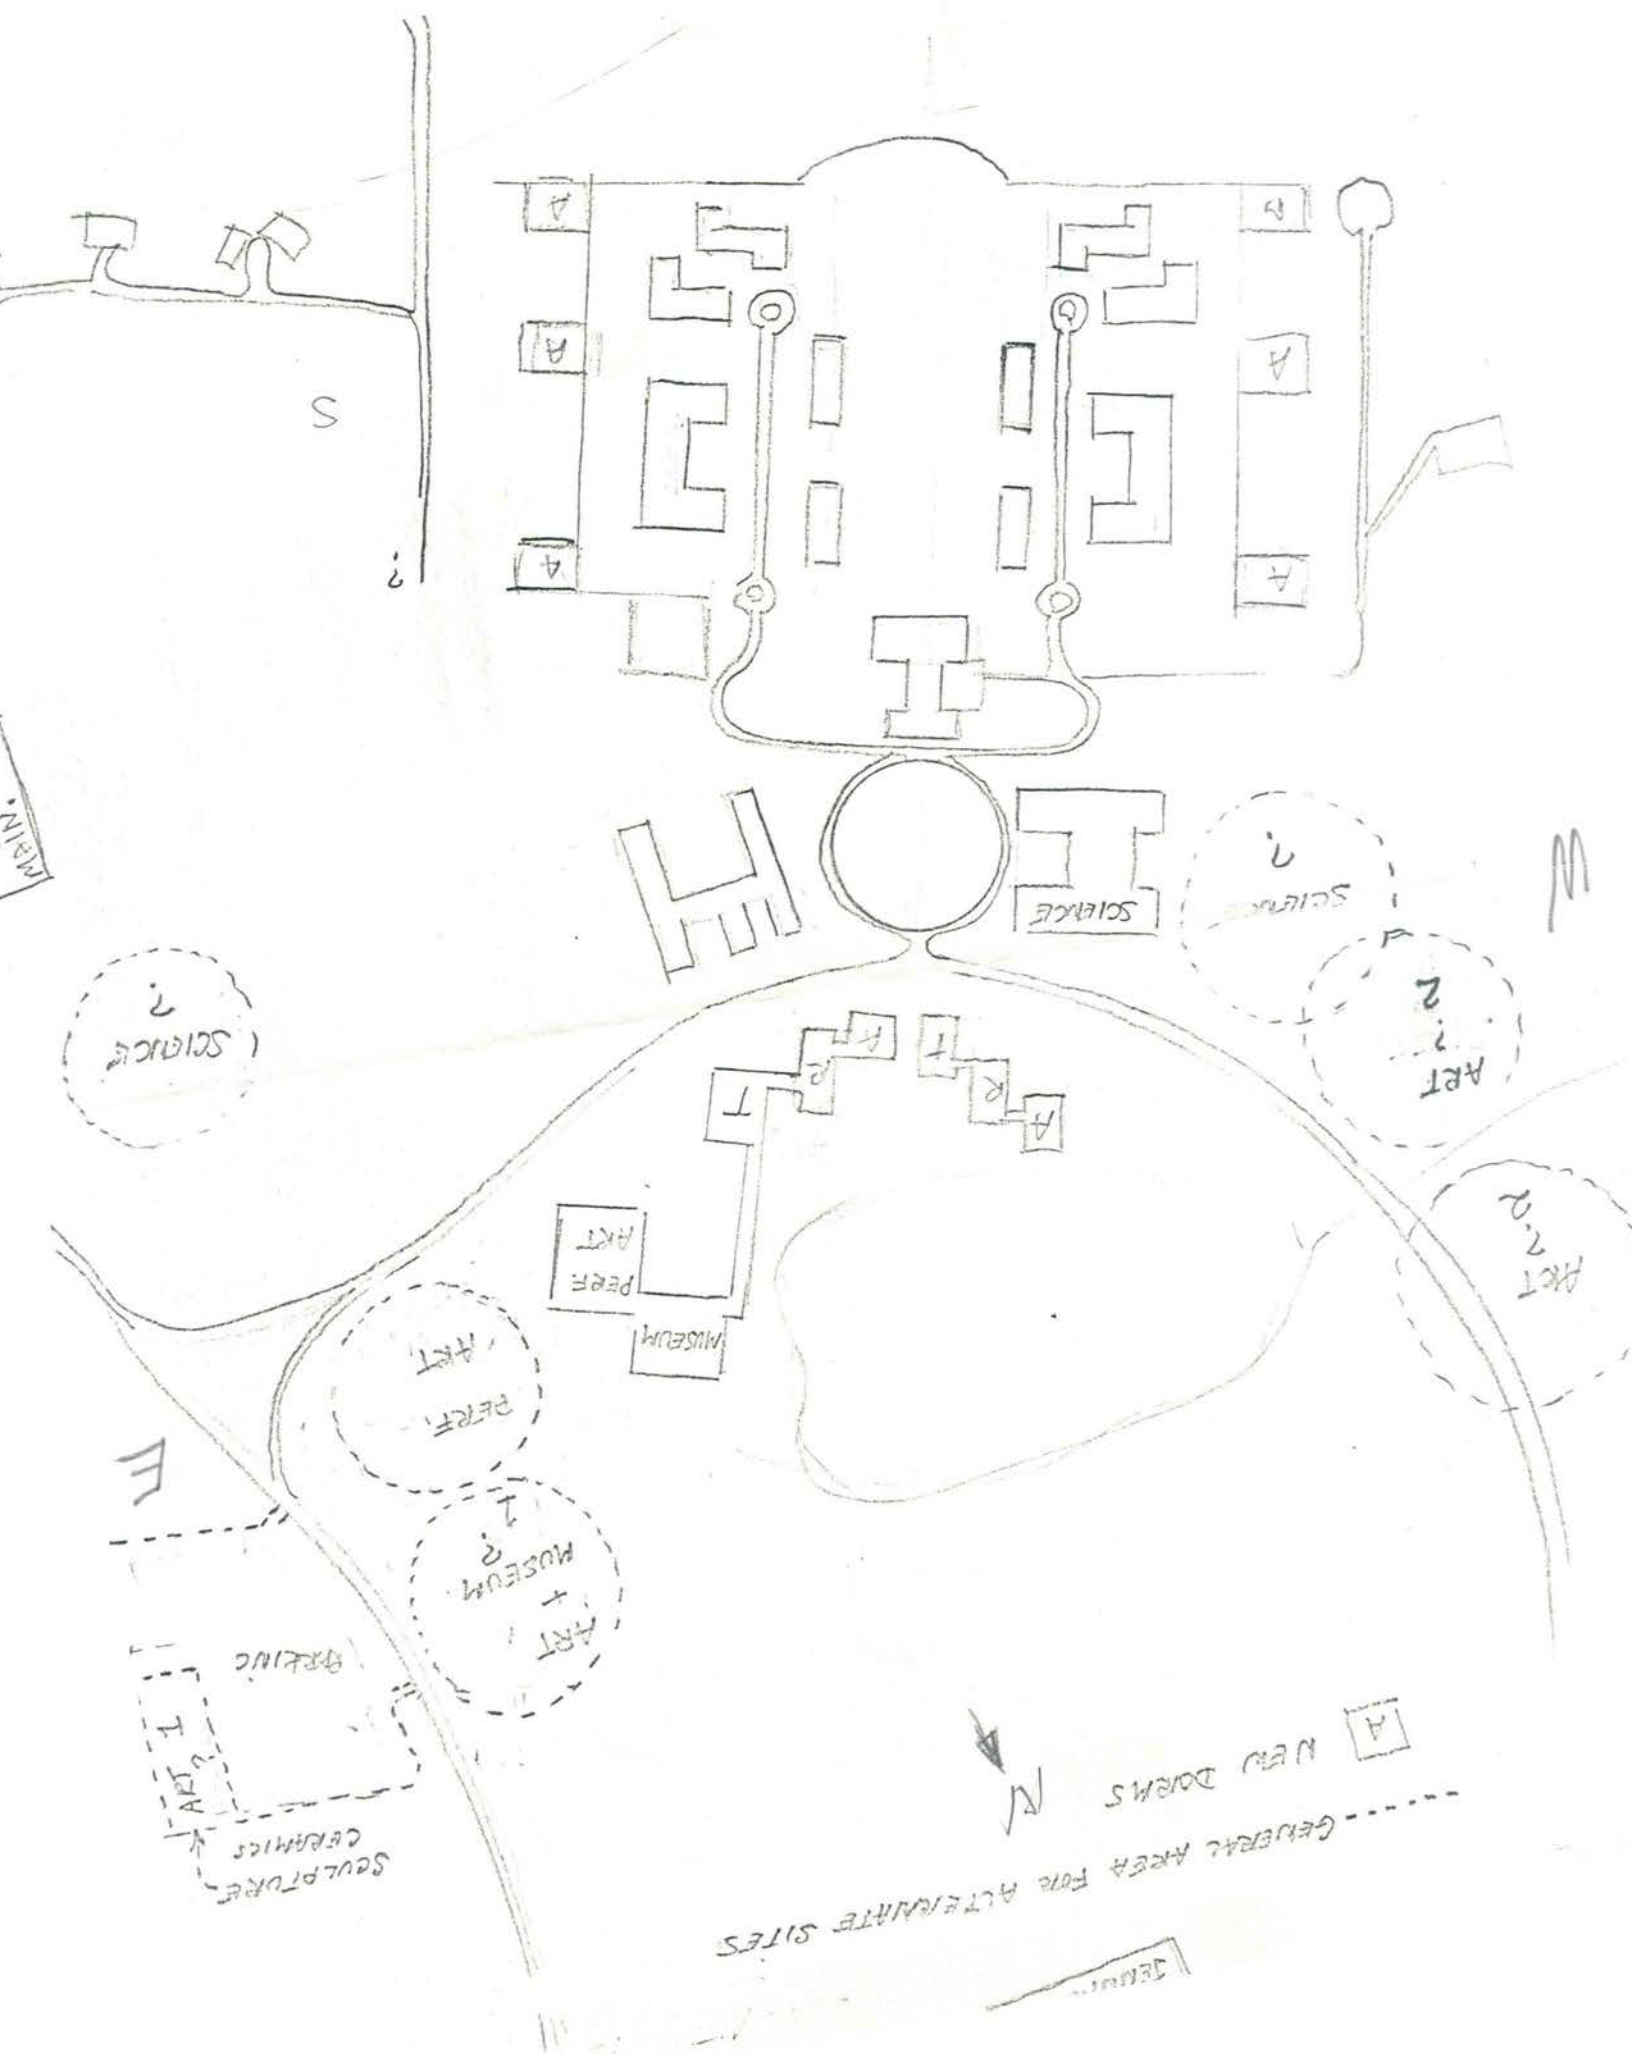 S
A
A
A
B
A
A
?
MAIN.
SCIENCE
SCIENCE
?
W
ART
?
2
ART
? 2
SCIENCE
?
A
R
T
T
R
A
PERF.
ART
MUSEUM
PERF.
ART
ART
+
MUSEUM
?
1
E
PARKING
ART 1
?
SCULPTURE
CERAMICS
N
A NEW DORMS
------ GENERAL AREA FOR ALTERNATE SITES